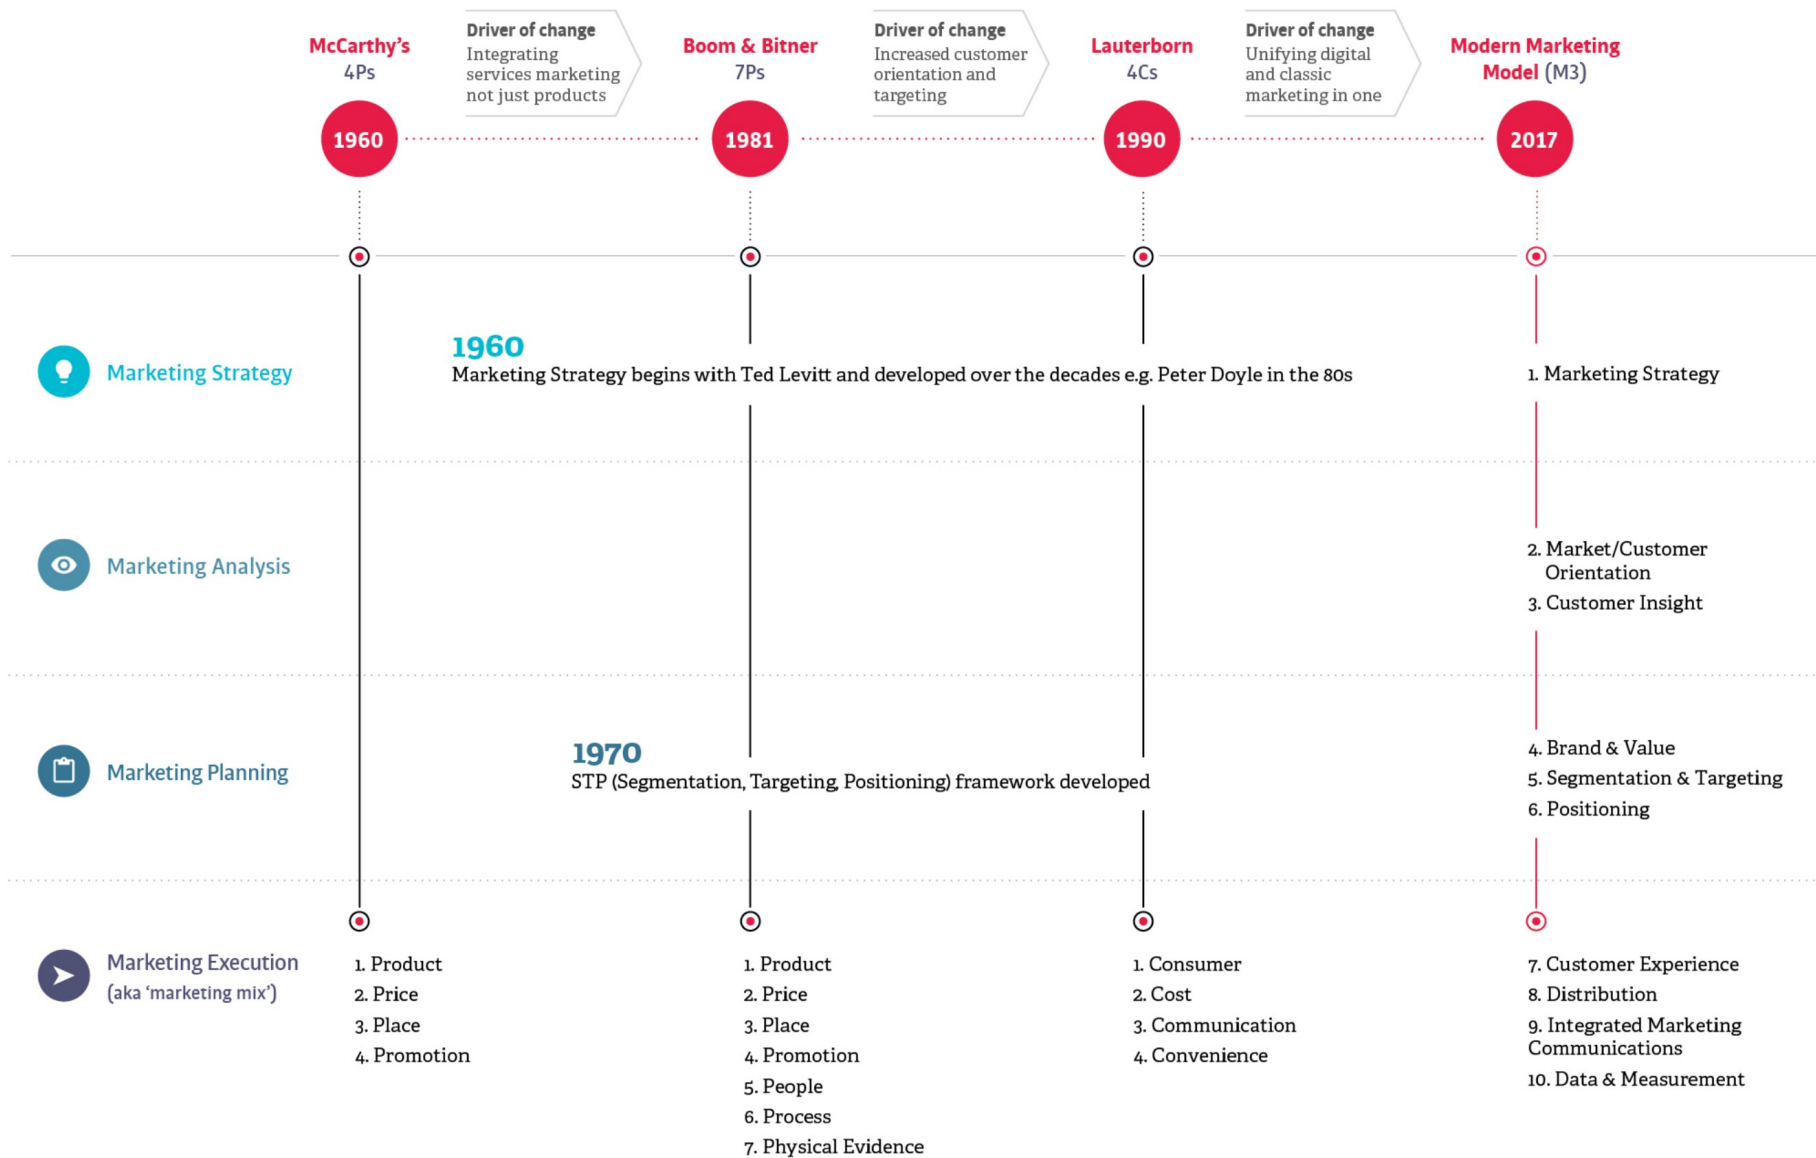 McCarthy's
4Ps
Driver of change
Integrating
services marketing
not just products
Boom & Bitner
7Ps
Driver of change
Increased customer
orientation and
targeting
Lauterborn
4Cs
Driver of change
Unifying digital
and classic
marketing in one
Modern Marketing
Model (M3)
1960
1981
1990
2017
Marketing Strategy
1960
Marketing Strategy begins with Ted Levitt and developed over the decades e.g. Peter Doyle in the 80s
1. Marketing Strategy
Marketing Analysis
2. Market/Customer
Orientation
3. Customer Insight
Marketing Planning
1970
STP (Segmentation, Targeting, Positioning) framework developed
4. Brand & Value
5. Segmentation & Targeting
6. Positioning
Marketing Execution
(aka 'marketing mix')
1. Product
2. Price
3. Place
4. Promotion
1. Product
2. Price
3. Place
4. Promotion
5. People
6. Process
7. Physical Evidence
1. Consumer
2. Cost
3. Communication
4. Convenience
7. Customer Experience
8. Distribution
9. Integrated Marketing
Communications
10. Data & Measurement